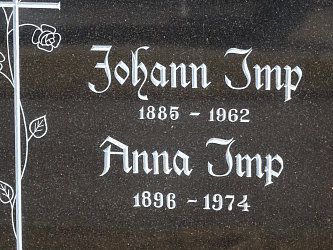 Johann Imp
1885 - 1962
Anna Imp
1896 - 1974